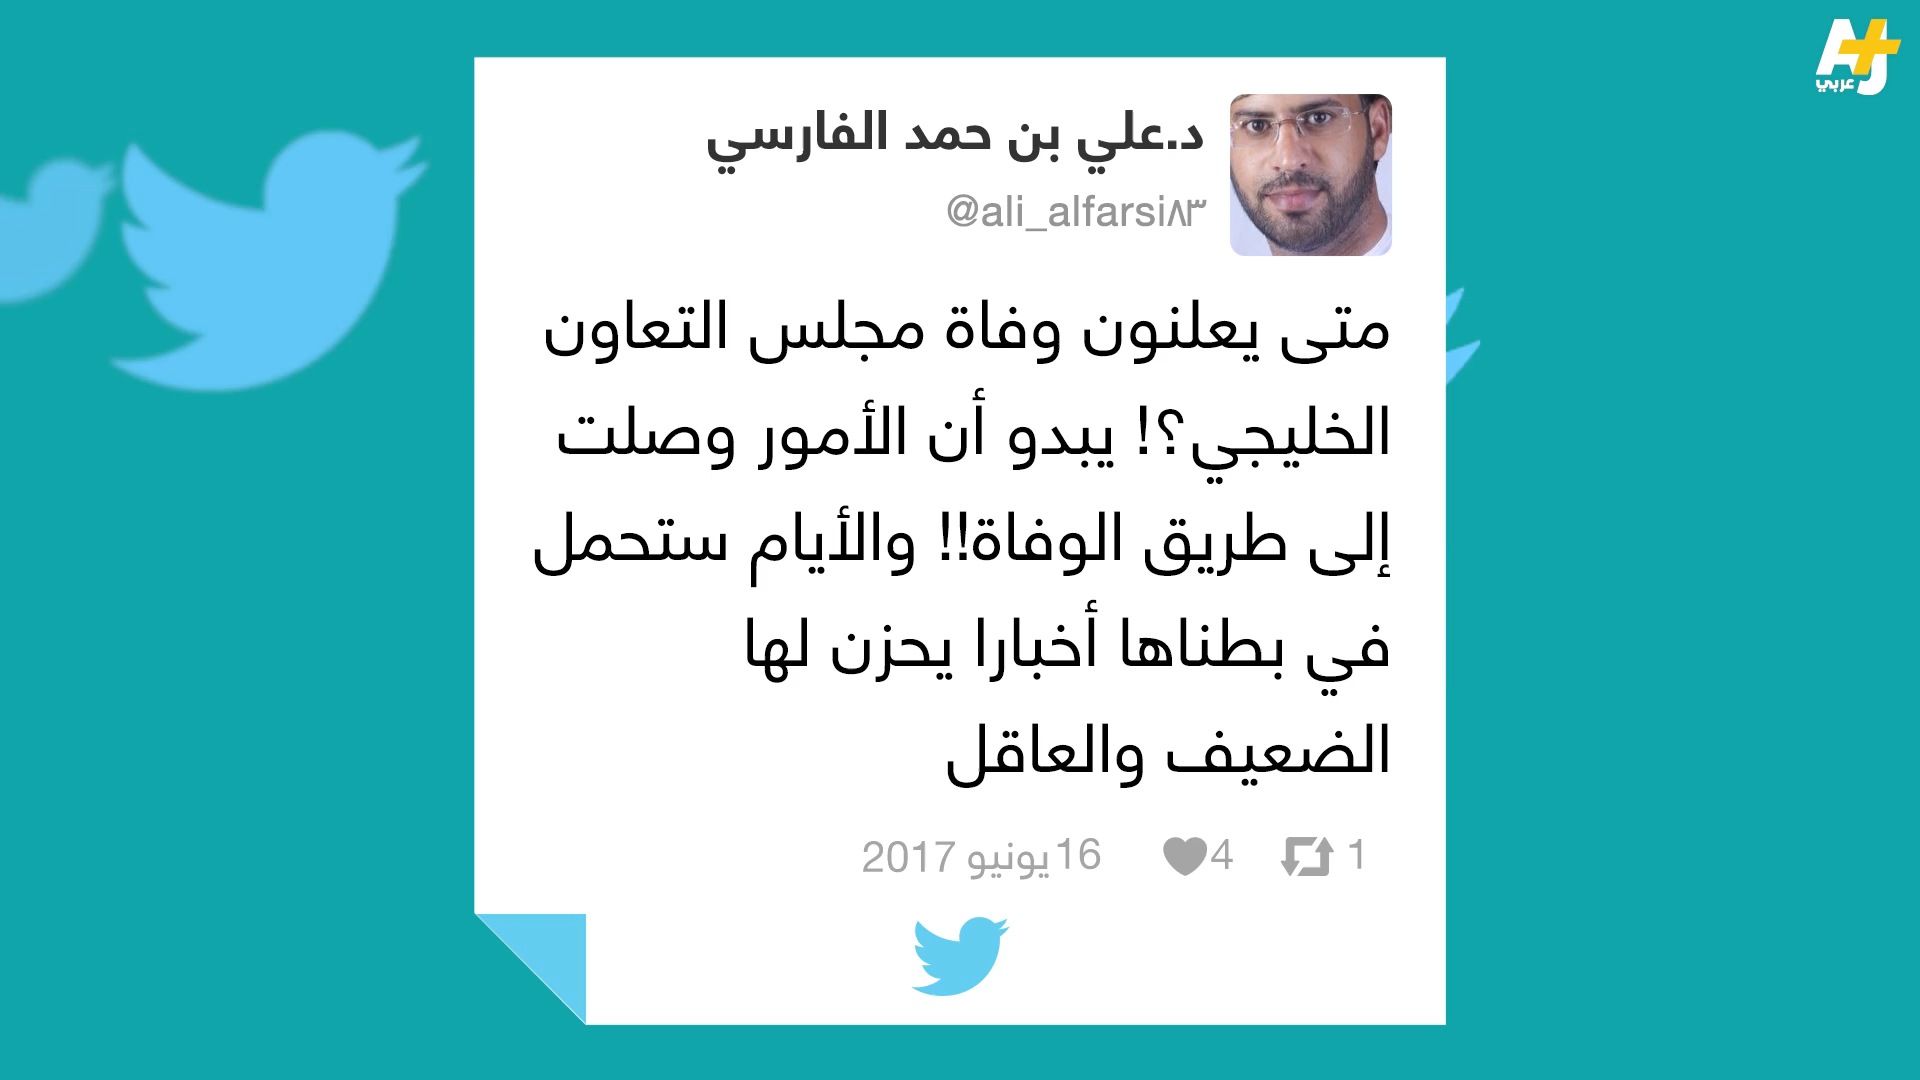 عربي
د.علي بن حمد الفارسي
@ali_alfarsi٨٣
متى يعلنون وفاة مجلس التعاون
الخليجي؟! يبدو أن الأمور وصلت
إلى طريق الوفاة!! والأيام ستحمل
في بطناها أخبارا يحزن لها
الضعيف والعاقل
1 4 16 يونيو 2017